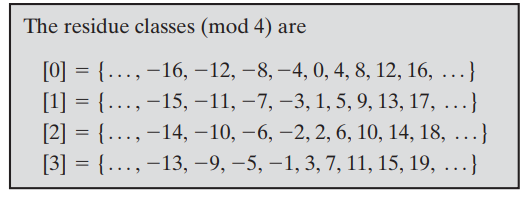 The residue classes (mod 4) are
[0] = {…, −16, −12, −8, −4, 0, 4, 8, 12, 16, …}
[1] = {…, −15, −11, −7, −3, 1, 5, 9, 13, 17, …}
[2] = {…, −14, −10, −6, −2, 2, 6, 10, 14, 18, …}
[3] = {…, −13, −9, −5, −1, 3, 7, 11, 15, 19, …}